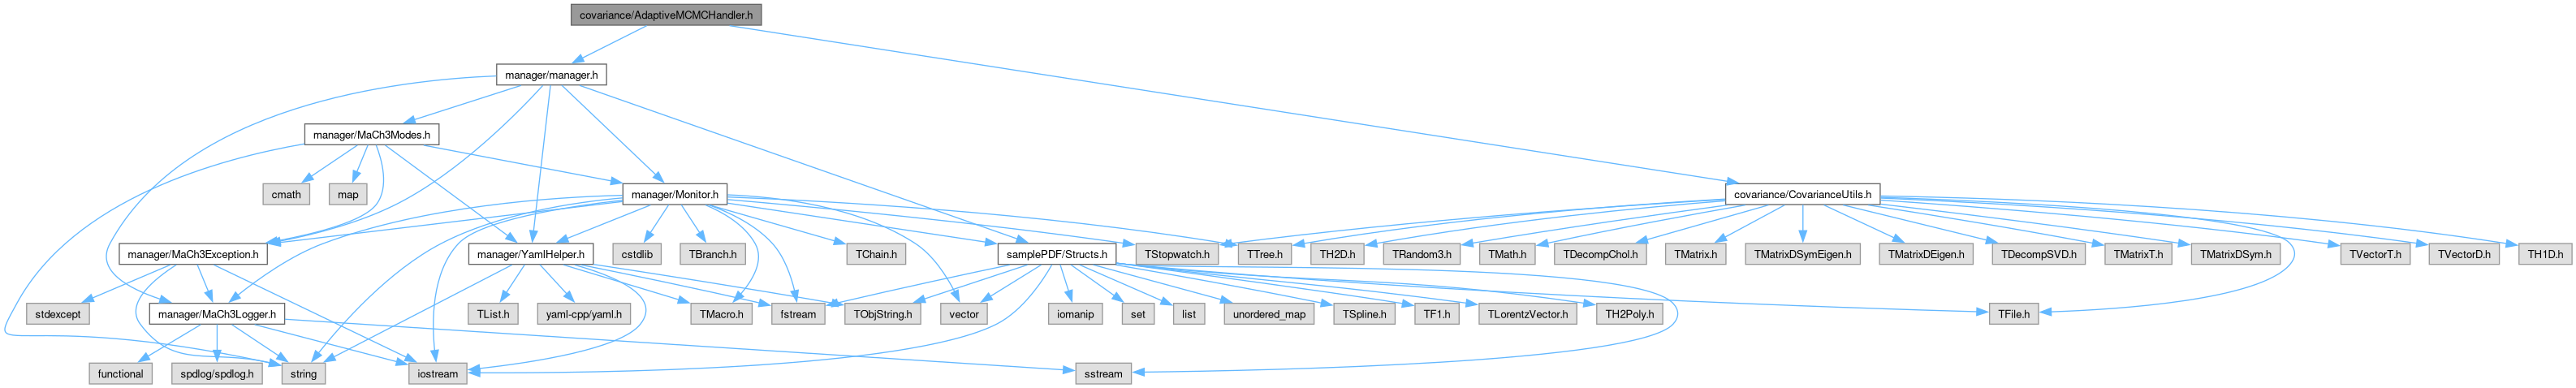 covariance/AdaptiveMCMCHandler.h
manager/manager.h
manager/MaCh3Modes.h
cmath
map
manager/Monitor.h
covariance/CovarianceUtils.h
manager/MaCh3Exception.h
manager/YamlHelper.h
cstdlib
TBranch.h
TChain.h
samplePDF/Structs.h
TStopwatch.h
TTree.h
TH2D.h
TRandom3.h
TMath.h
TDecompChol.h
TMatrix.h
TMatrixDSymEigen.h
TMatrixDEigen.h
TDecompSVD.h
TMatrixT.h
TMatrixDSym.h
TVectorT.h
TVectorD.h
TH1D.h
stdexcept
manager/MaCh3Logger.h
TList.h
yaml-cpp/yaml.h
TMacro.h
fstream
TObjString.h
vector
iomanip
set
list
unordered_map
TSpline.h
TF1.h
TLorentzVector.h
TH2Poly.h
TFile.h
functional
spdlog/spdlog.h
string
iostream
sstream